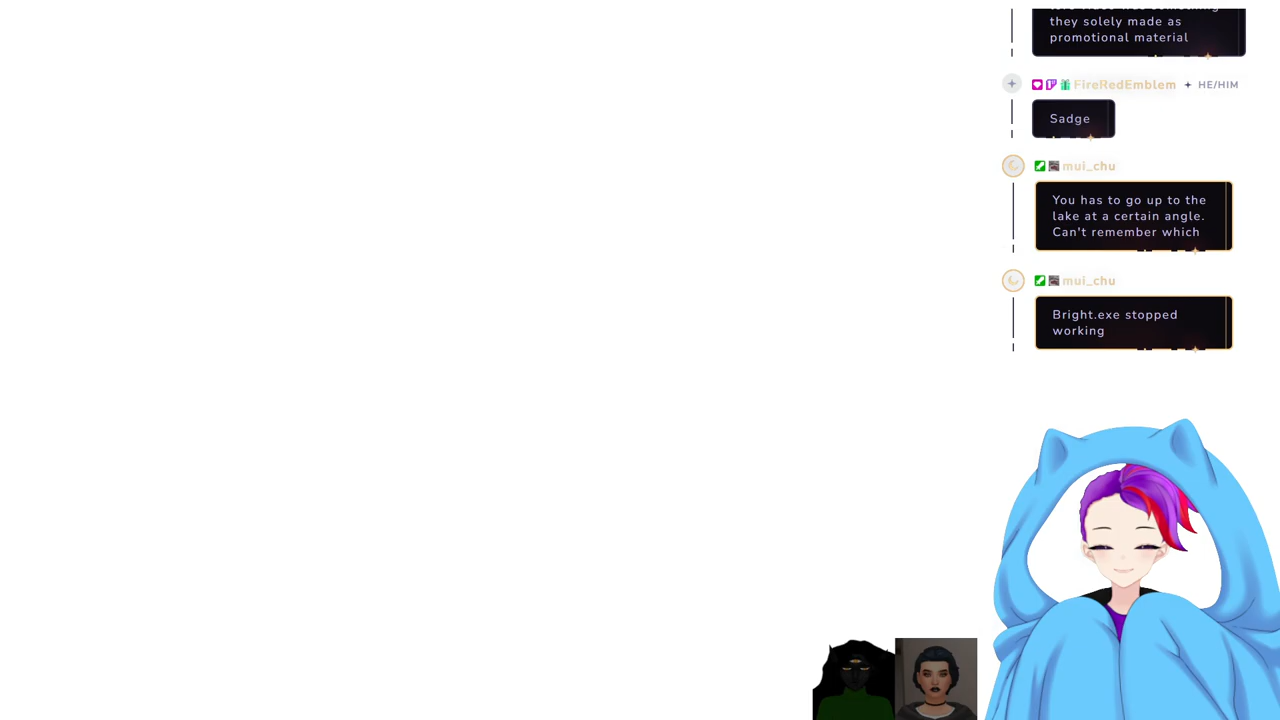 they solely made as
promotional material
FireRedEmblem HE/HIM
Sadge
mui_chu
You has to go up to the
lake at a certain angle.
Can't remember which
mui_chu
Bright.exe stopped
working